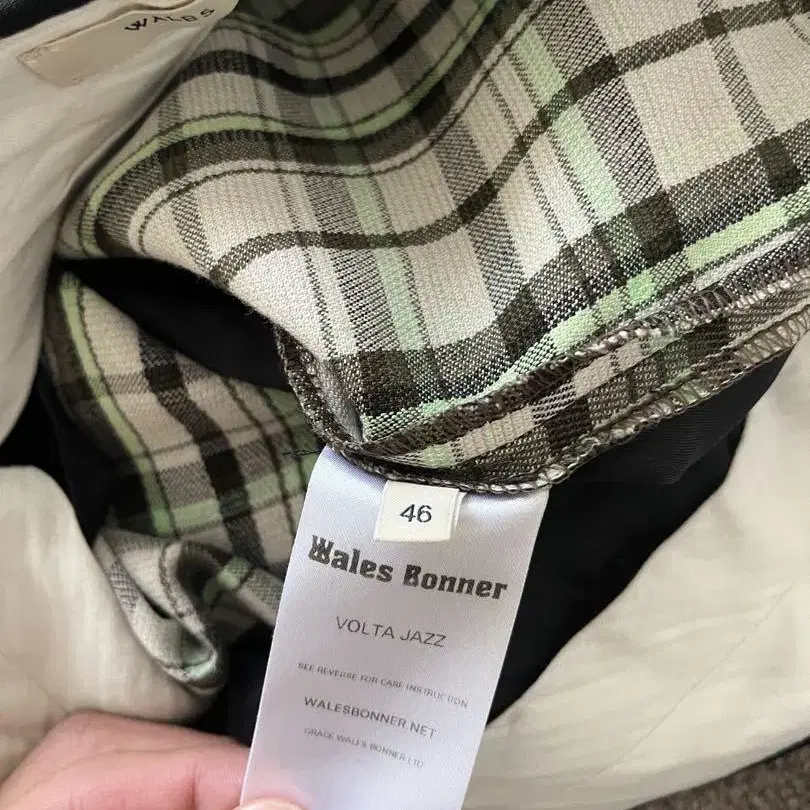 WALES
46
Wales Bonner
VOLTA JAZZ
SEE REVERSE FOR CARE INSTRUCTION
WALESBONNER.NET
GRACE WALES BONNER LTD